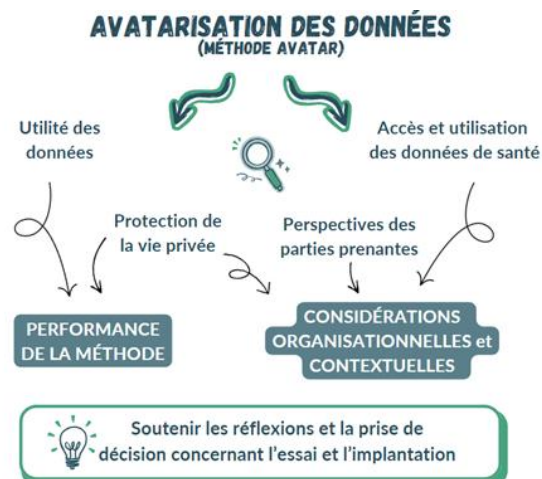 AVATARISATION DES DONNÉES
(MÉTHODE AVATAR)
Utilité des
données
Accès et utilisation
des données de santé
Protection de
la vie privée
Perspectives des
parties prenantes
PERFORMANCE
DE LA MÉTHODE
CONSIDÉRATIONS
ORGANISATIONNELLES et
CONTEXTUELLES
Soutenir les réflexions et la prise de
décision concernant l'essai et l'implantation